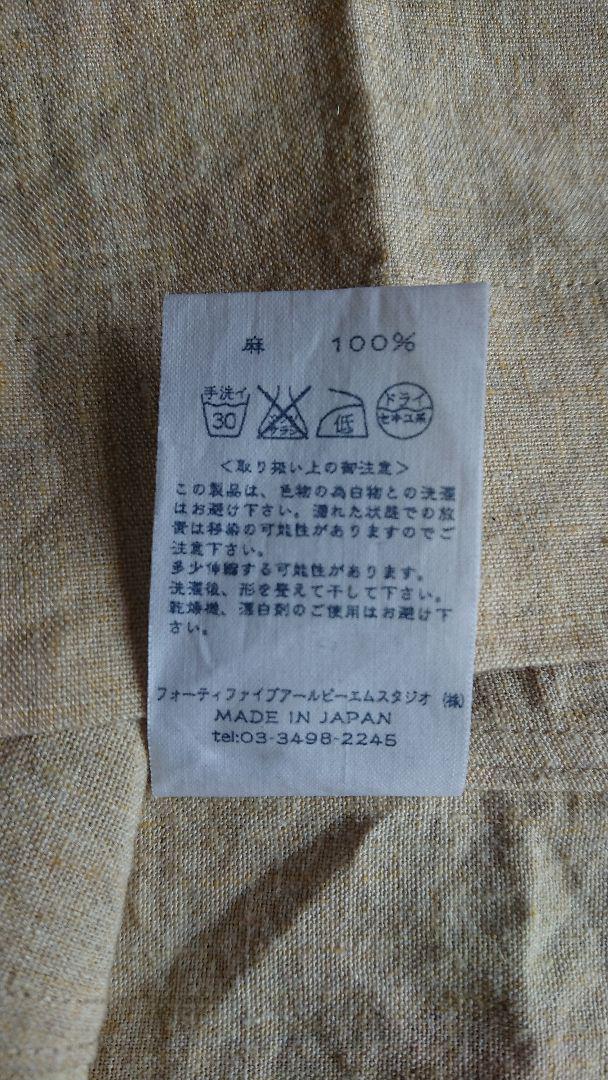 麻 100%
手洗イ 30 低 ドライ セキユ系
<取り扱い上の御注意>
この製品は、色物の為白物との洗濯
はお避け下さい。濡れた状態での放
置は移染の可能性がありますのでご
注意下さい。
多少伸縮する可能性があります。
洗濯後、形を整えて干して下さい。
乾燥機、漂白剤のご使用はお避け下
さい。
フォーティファイブアールピーエムスタジオ (株)
MADE IN JAPAN
tel:03-3498-2245